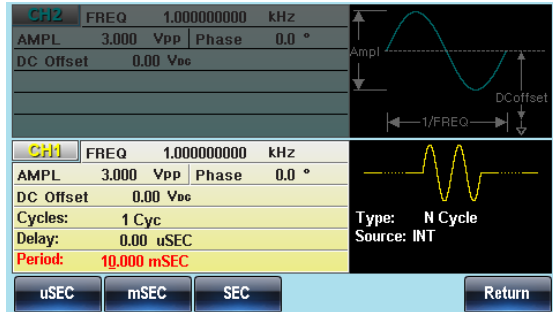 CH2 FREQ 1.000000000 kHz
AMPL 3.000 Vpp Phase 0.0 °
DC Offset 0.00 VDC
Ampl
DCoffset
1/FREQ
CH1 FREQ 1.000000000 kHz
AMPL 3.000 Vpp Phase 0.0 °
DC Offset 0.00 VDC
Cycles: 1 Cyc
Delay: 0.00 uSEC
Period: 10.000 mSEC
Type: N Cycle
Source: INT
uSEC mSEC SEC Return